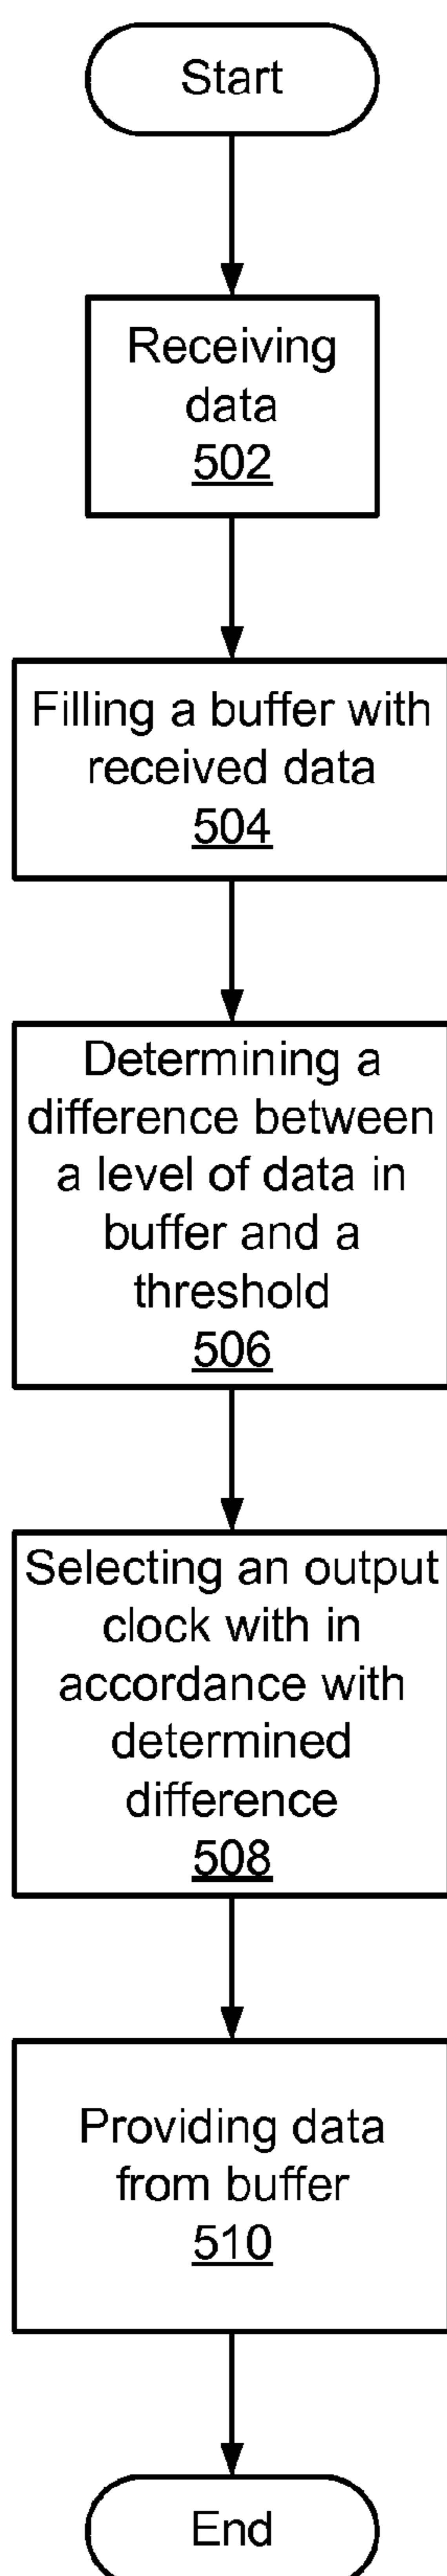 Start
Receiving
data
502
Filling a buffer with
received data
504
Determining a
difference between
a level of data in
buffer and a
threshold
506
Selecting an output
clock with in
accordance with
determined
difference
508
Providing data
from buffer
510
End